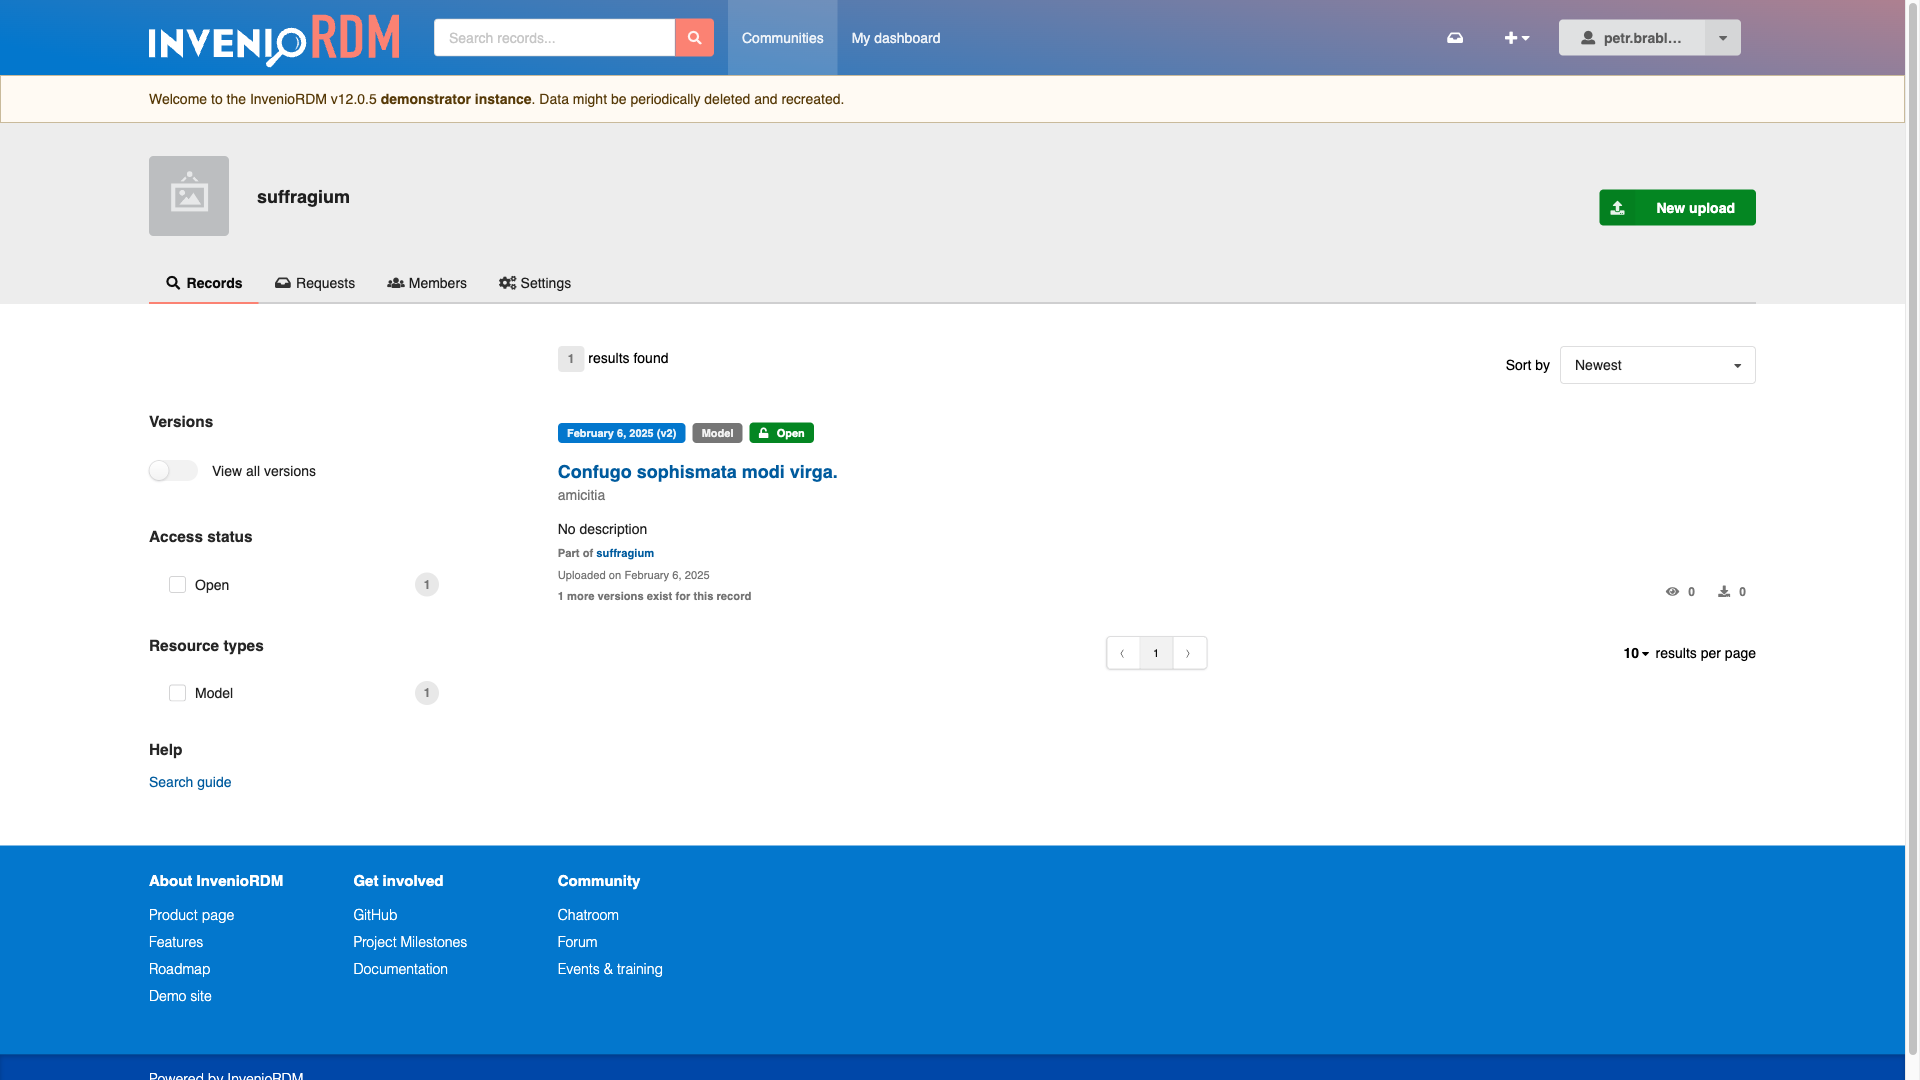 INVENIO RDM
Search records...
Communities
My dashboard
petr.brabl...
Welcome to the InvenioRDM v12.0.5 demonstrator instance. Data might be periodically deleted and recreated.
suffragium
New upload
Records
Requests
Members
Settings
1 results found
Sort by
Newest
Versions
View all versions
Access status
Open
1
Resource types
Model
1
Help
Search guide
February 6, 2025 (v2)
Model
Open
Confugo sophismata modi virga.
amicitia
No description
Part of suffragium
Uploaded on February 6, 2025
1 more versions exist for this record
0
0
‹
1
›
10 results per page
About InvenioRDM
Product page
Features
Roadmap
Demo site
Get involved
GitHub
Project Milestones
Documentation
Community
Chatroom
Forum
Events & training
Powered by InvenioRDM